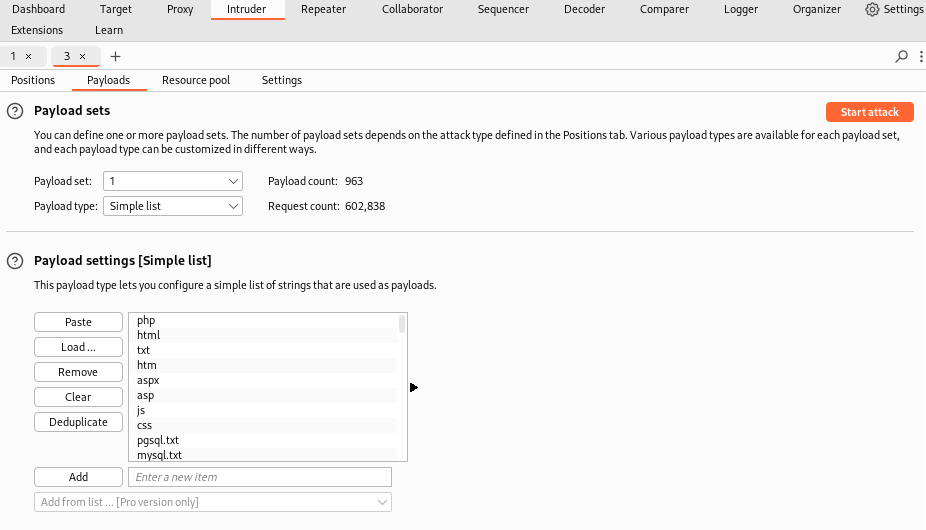 Dashboard Target Proxy Intruder Repeater Collaborator Sequencer Decoder Comparer Logger Organizer Settings
Extensions Learn
1 × 3 × +
Positions Payloads Resource pool Settings
? Payload sets Start attack
You can define one or more payload sets. The number of payload sets depends on the attack type defined in the Positions tab. Various payload types are available for each payload set,
and each payload type can be customized in different ways.
Payload set: 1 Payload count: 963
Payload type: Simple list Request count: 602,838
? Payload settings [Simple list]
This payload type lets you configure a simple list of strings that are used as payloads.
Paste php
html
Load ... txt
Remove htm
aspx
Clear asp
js
Deduplicate css
pgsql.txt
mysql.txt
Add Enter a new item
Add from list ... [Pro version only]